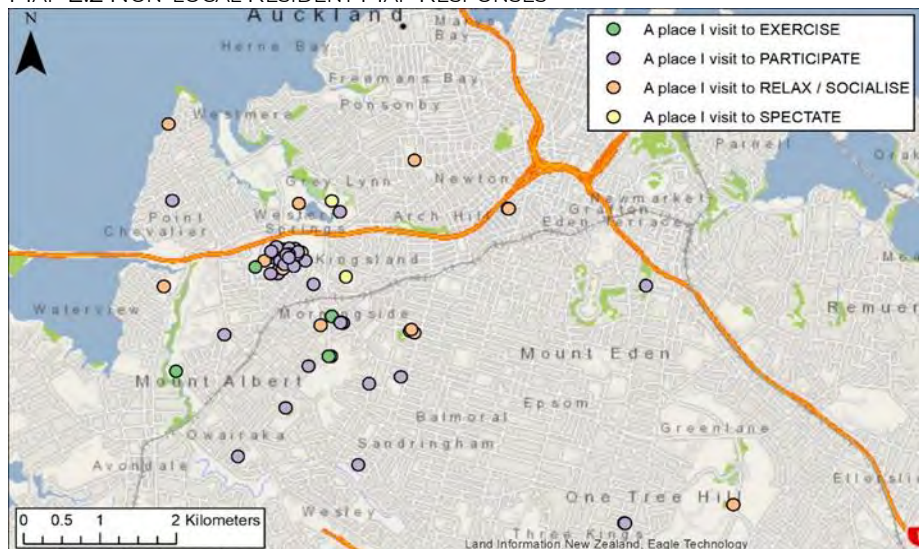 MAP 2.1.2 NON-LOCAL RESIDENT MAP RESPONSES
N
Auckland
Herne Bay
Bay
Freemans Bay
Westmere
Ponsonby
Parnell
Grey Lynn
Newton
Newmarket
Point
Chevalier
Western
Springs
Arch Hill
Grafton
Eden Terrace
Kingsland
Waterview
Morningside
Remuer
Mount Eden
Mount Albert
Epsom
Balmoral
Greenlane
Owairaka
Sandringham
Avondale
Ellersli
One Tree Hill
Wesley
Three Kings
A place I visit to EXERCISE
A place I visit to PARTICIPATE
A place I visit to RELAX / SOCIALISE
A place I visit to SPECTATE
0 0.5 1 2 Kilometers
Land Information New Zealand, Eagle Technology